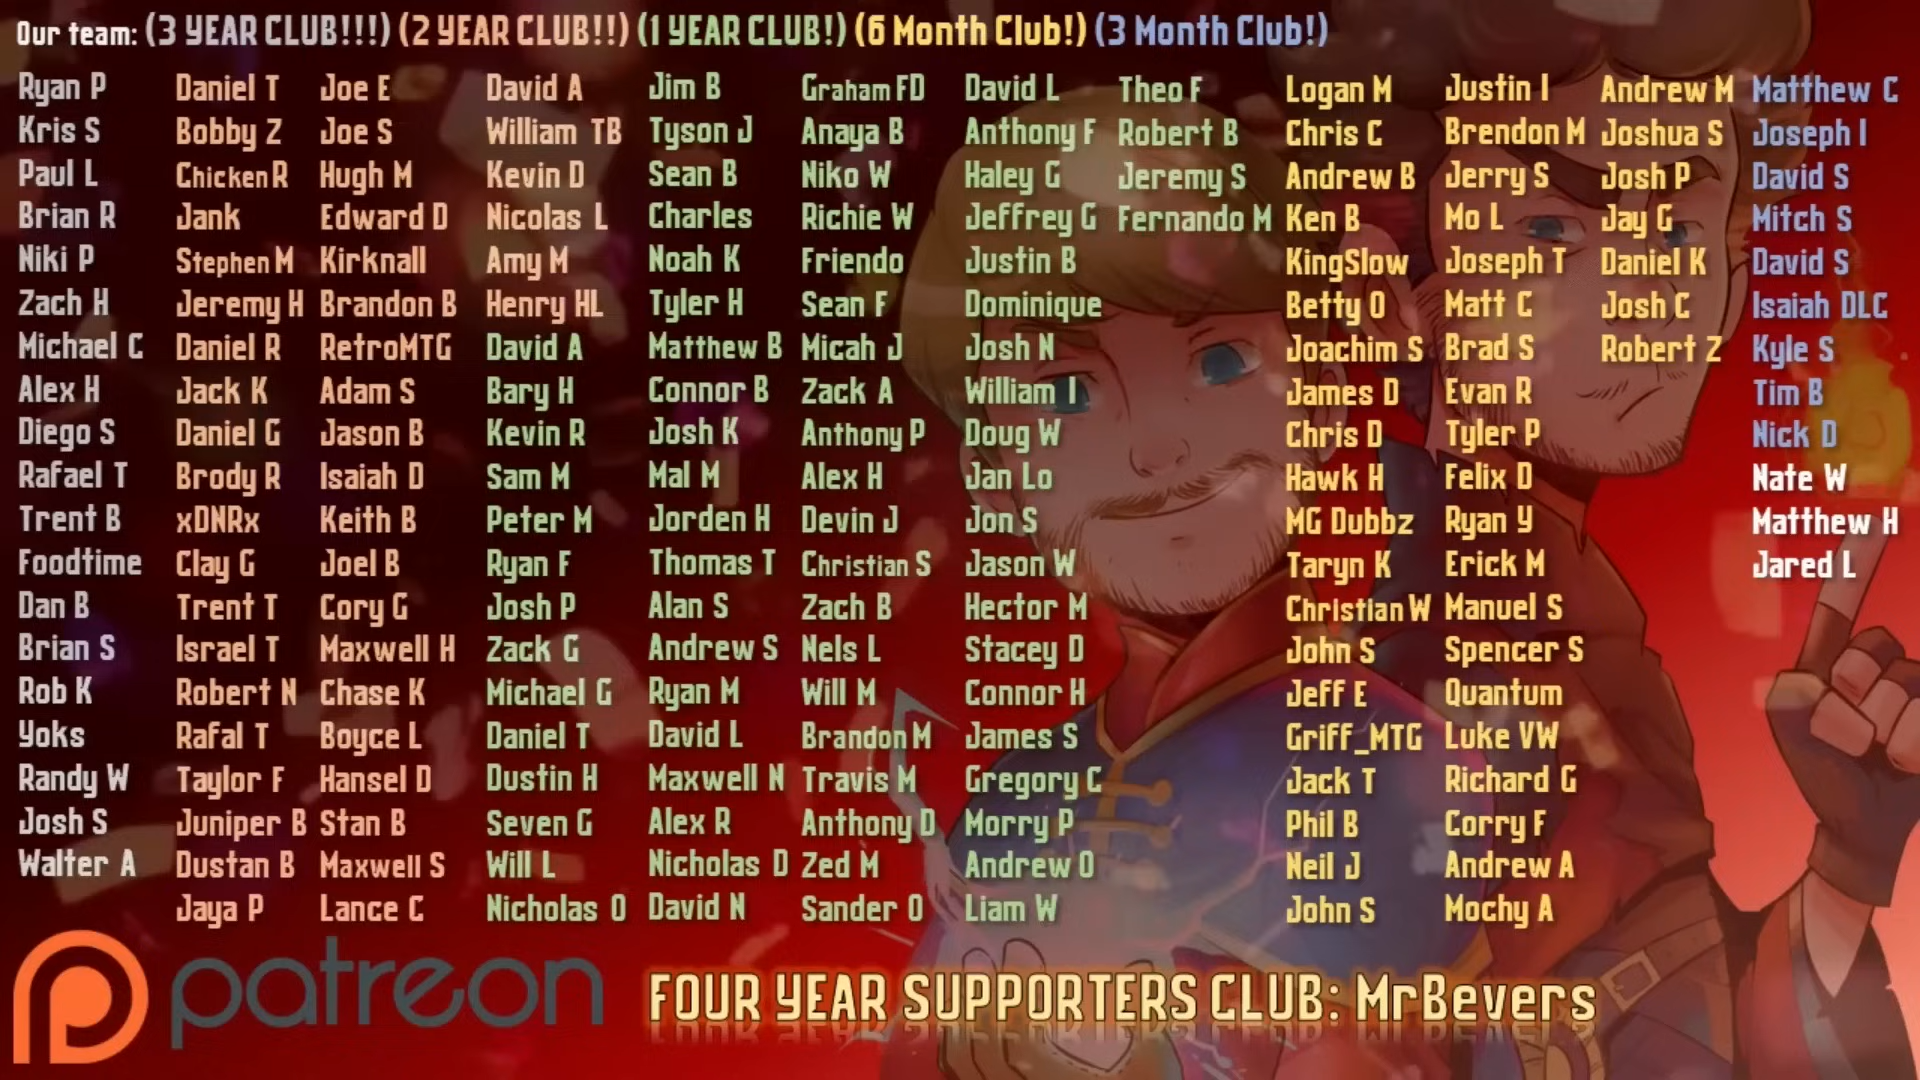 Our team: (3 YEAR CLUB!!!) (2 YEAR CLUB!!) (1 YEAR CLUB!) (6 Month Club!) (3 Month Club!)
Ryan P Daniel T Joe E David A Jim B Graham FD David L Theo F Logan M Justin I Andrew M Matthew C
Kris S Bobby Z Joe S William TB Tyson J Anaya B Anthony F Robert B Chris C Brendon M Joshua S Joseph I
Paul L Chicken R Hugh M Kevin D Sean B Niko W Haley G Jeremy S Andrew B Jerry S Josh P David S
Brian R Jank Edward D Nicolas L Charles Richie W Jeffrey G Fernando M Ken B Mo L Jay G Mitch S
Niki P Stephen M Kirknall Amy M Noah K Friendo Justin B KingSlow Joseph T Daniel K David S
Zach H Jeremy H Brandon B Henry HL Tyler H Sean F Dominique Betty O Matt C Josh C Isaiah DLC
Michael C Daniel R RetroMTG David A Matthew B Micah J Josh N Joachim S Brad S Robert Z Kyle S
Alex H Jack K Adam S Bary H Connor B Zack A William I James D Evan R Tim B
Diego S Daniel G Jason B Kevin R Josh K Anthony P Doug W Chris D Tyler P Nick D
Rafael T Brody R Isaiah D Sam M Mal M Alex H Jan Lo Hawk H Felix D Nate W
Trent B xDNRx Keith B Peter M Jorden H Devin J Jon S MG Dubbz Ryan Y Matthew H
Foodtime Clay G Joel B Ryan F Thomas T Christian S Jason W Taryn K Erick M Jared L
Dan B Trent T Cory G Josh P Alan S Zach B Hector M Christian W Manuel S
Brian S Israel T Maxwell H Zack G Andrew S Nels L Stacey D John S Spencer S
Rob K Robert N Chase K Michael G Ryan M Will M Connor H Jeff E Quantum
Yoks Rafal T Boyce L Daniel T David L Brandon M James S Griff_MTG Luke VW
Randy W Taylor F Hansel D Dustin H Maxwell N Travis M Gregory C Jack T Richard G
Josh S Juniper B Stan B Seven G Alex R Anthony D Morry P Phil B Corry F
Walter A Dustan B Maxwell S Will L Nicholas D Zed M Andrew O Neil J Andrew A
Jaya P Lance C Nicholas O David N Sander O Liam W John S Mochy A
patreon FOUR YEAR SUPPORTERS CLUB: MrBevers